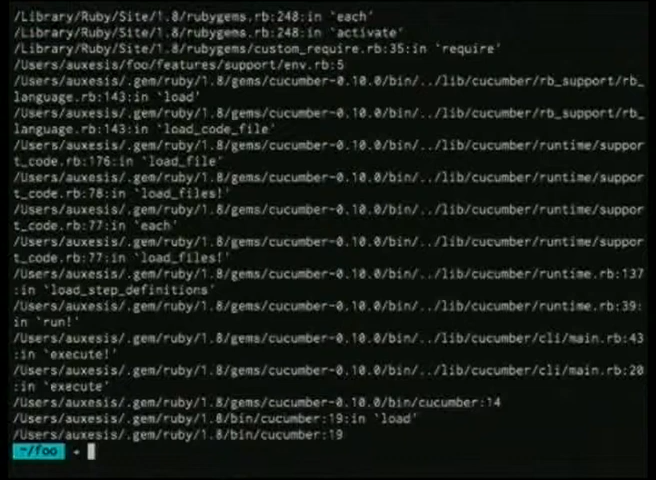 /Library/Ruby/Site/1.8/rubygems.rb:248:in `each'
/Library/Ruby/Site/1.8/rubygems.rb:248:in `activate'
/Library/Ruby/Site/1.8/rubygems/custom_require.rb:35:in `require'
/Users/auxesis/foo/features/support/env.rb:5
/Users/auxesis/.gem/ruby/1.8/gems/cucumber-0.10.0/bin/../lib/cucumber/rb_support/rb_
language.rb:143:in `load'
/Users/auxesis/.gem/ruby/1.8/gems/cucumber-0.10.0/bin/../lib/cucumber/rb_support/rb_
language.rb:143:in `load_code_file'
/Users/auxesis/.gem/ruby/1.8/gems/cucumber-0.10.0/bin/../lib/cucumber/runtime/suppor
t_code.rb:176:in `load_file'
/Users/auxesis/.gem/ruby/1.8/gems/cucumber-0.10.0/bin/../lib/cucumber/runtime/suppor
t_code.rb:78:in `load_files!'
/Users/auxesis/.gem/ruby/1.8/gems/cucumber-0.10.0/bin/../lib/cucumber/runtime/suppor
t_code.rb:77:in `each'
/Users/auxesis/.gem/ruby/1.8/gems/cucumber-0.10.0/bin/../lib/cucumber/runtime/suppor
t_code.rb:77:in `load_files!'
/Users/auxesis/.gem/ruby/1.8/gems/cucumber-0.10.0/bin/../lib/cucumber/runtime.rb:137
:in `load_step_definitions'
/Users/auxesis/.gem/ruby/1.8/gems/cucumber-0.10.0/bin/../lib/cucumber/runtime.rb:39:
in `run!'
/Users/auxesis/.gem/ruby/1.8/gems/cucumber-0.10.0/bin/../lib/cucumber/cli/main.rb:43
:in `execute!'
/Users/auxesis/.gem/ruby/1.8/gems/cucumber-0.10.0/bin/../lib/cucumber/cli/main.rb:20
:in `execute'
/Users/auxesis/.gem/ruby/1.8/gems/cucumber-0.10.0/bin/cucumber:14
/Users/auxesis/.gem/ruby/1.8/bin/cucumber:19:in `load'
/Users/auxesis/.gem/ruby/1.8/bin/cucumber:19
~/foo